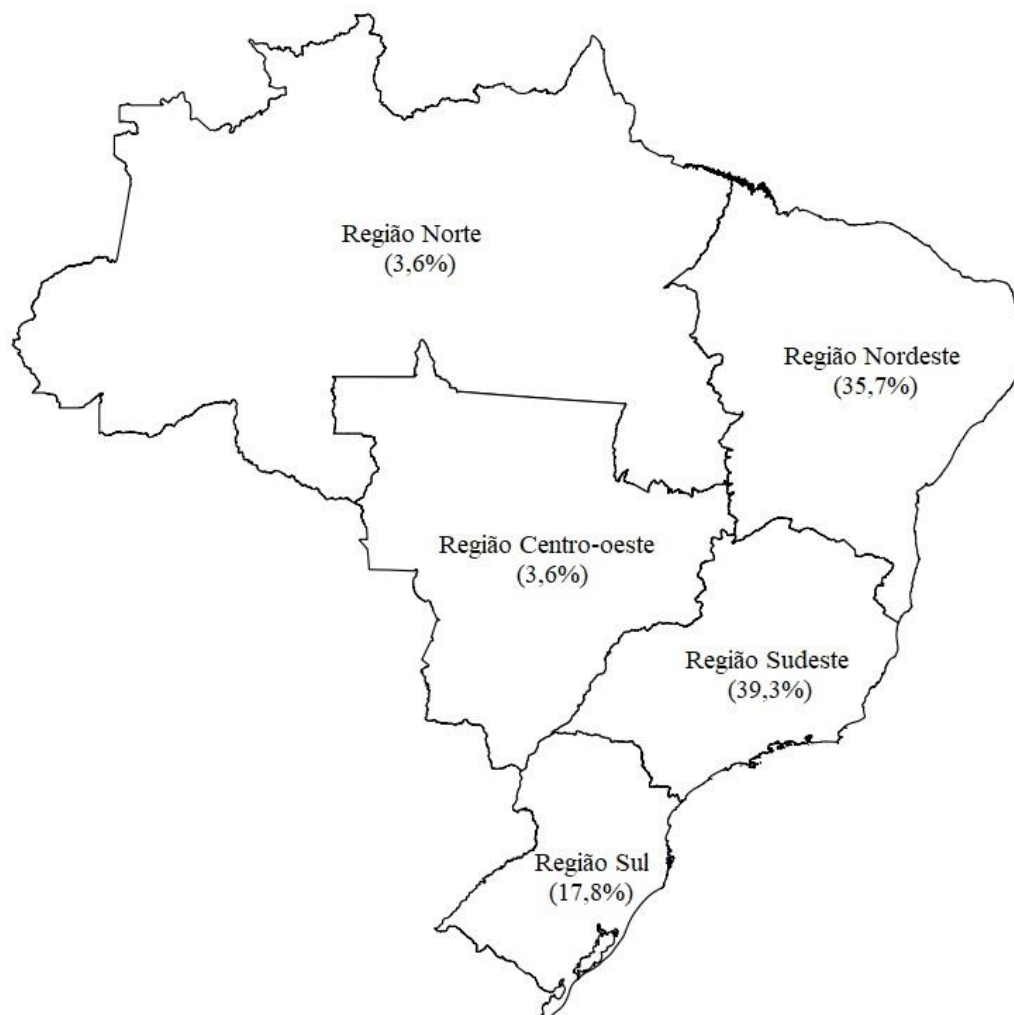 Região Norte
(3,6%)
Região Nordeste
(35,7%)
Região Centro-oeste
(3,6%)
Região Sudeste
(39,3%)
Região Sul
(17,8%)